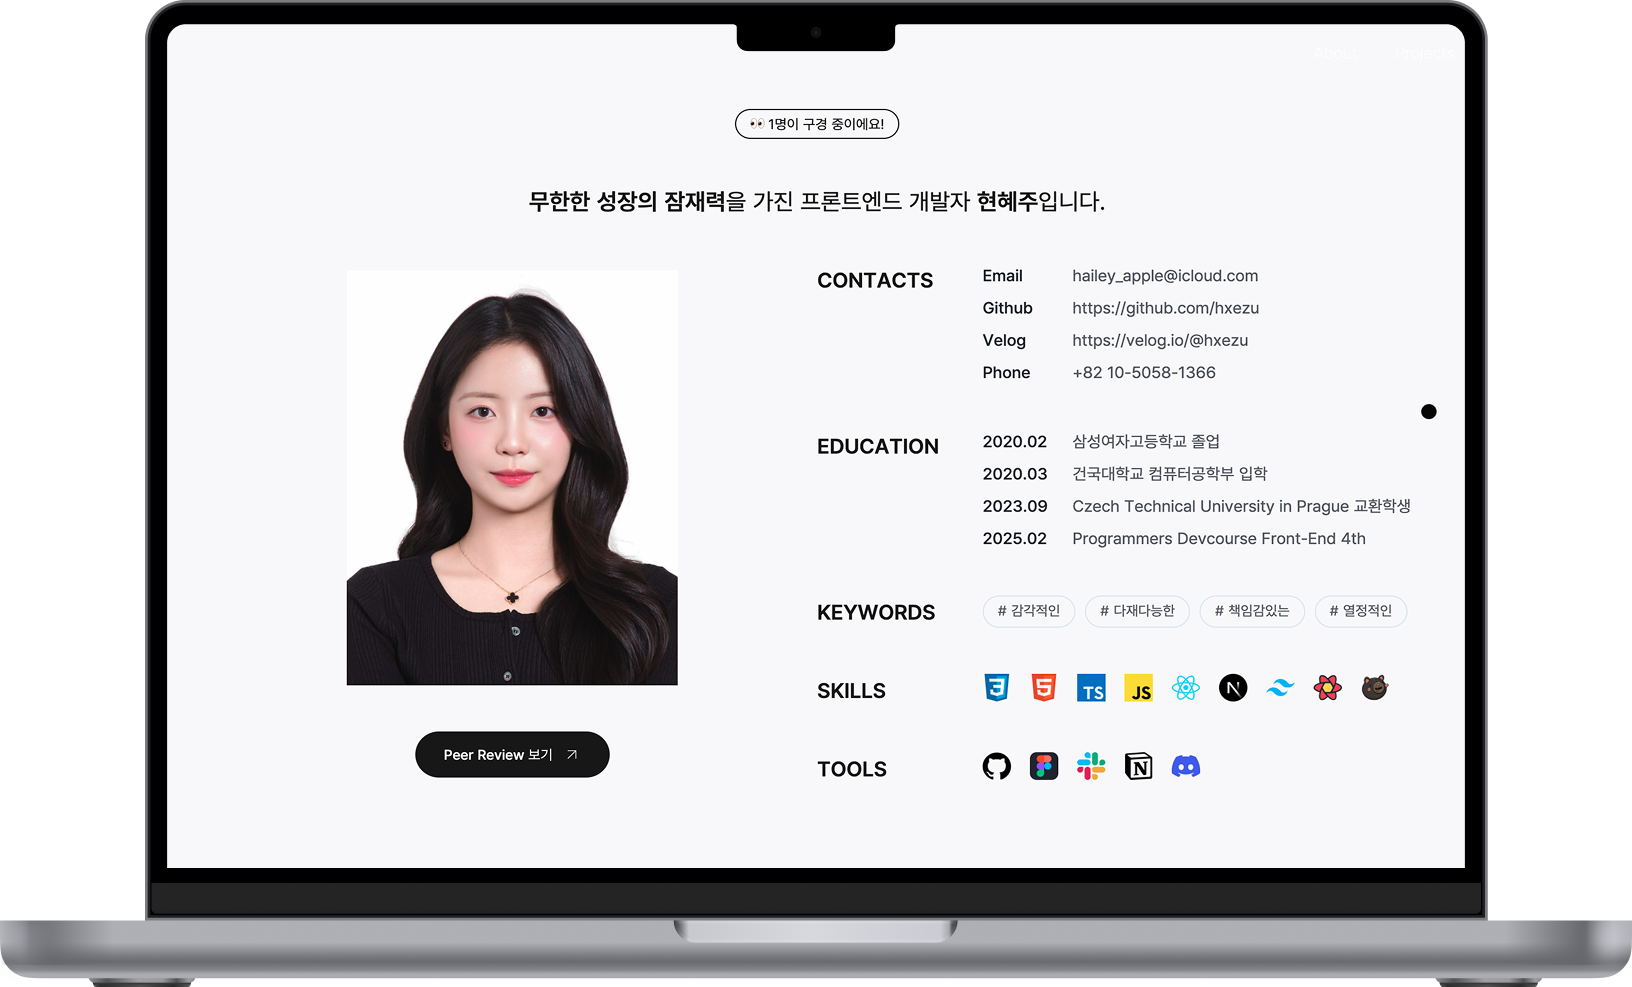 About Projects
👀 1명이 구경 중이에요!
무한한 성장의 잠재력을 가진 프론트엔드 개발자 현혜주입니다.
CONTACTS
Email hailey_apple@icloud.com
Github https://github.com/hxezu
Velog https://velog.io/@hxezu
Phone +82 10-5058-1366
EDUCATION
2020.02 삼성여자고등학교 졸업
2020.03 건국대학교 컴퓨터공학부 입학
2023.09 Czech Technical University in Prague 교환학생
2025.02 Programmers Devcourse Front-End 4th
KEYWORDS
# 감각적인 # 다재다능한 # 책임감있는 # 열정적인
SKILLS
3 5 TS JS N
TOOLS
N
Peer Review 보기 ↗